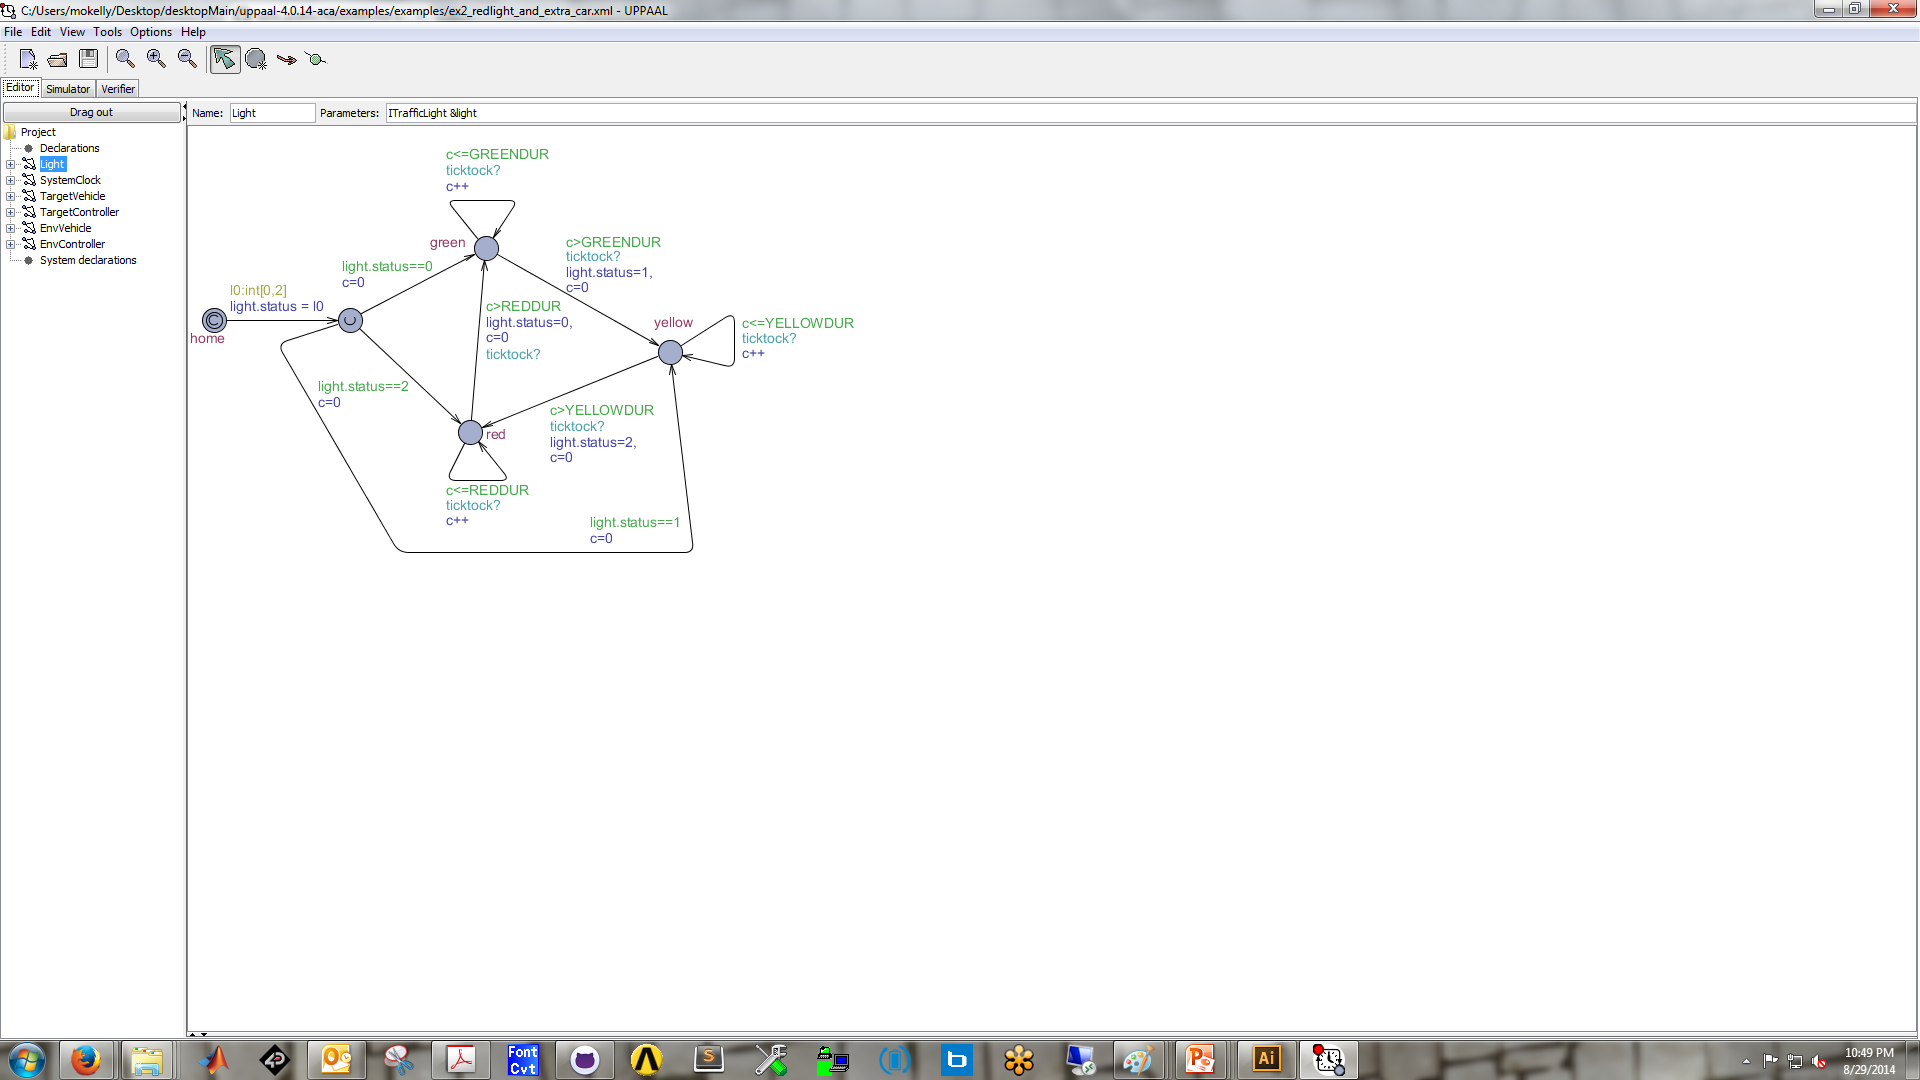 C:/Users/mokelly/Desktop/desktopMain/uppaal-4.0.14-aca/examples/examples/ex2_redlight_and_extra_car.xml - UPPAAL
File Edit View Tools Options Help
Editor Simulator Verifier
Drag out
Name: Light Parameters: ITrafficLight &light
Project
Declarations
Light
SystemClock
TargetVehicle
TargetController
EnvVehicle
EnvController
System declarations
c<=GREENDUR
ticktock?
c++
green
c>GREENDUR
ticktock?
light.status=1,
c=0
light.status==0
c=0
l0:int[0,2]
light.status = l0
home
c>REDDUR
light.status=0,
c=0
ticktock?
yellow
c<=YELLOWDUR
ticktock?
c++
light.status==2
c=0
red
c>YELLOWDUR
ticktock?
light.status=2,
c=0
c<=REDDUR
ticktock?
c++
light.status==1
c=0
Font
Cvt
S
b
Ai
10:49 PM
8/29/2014